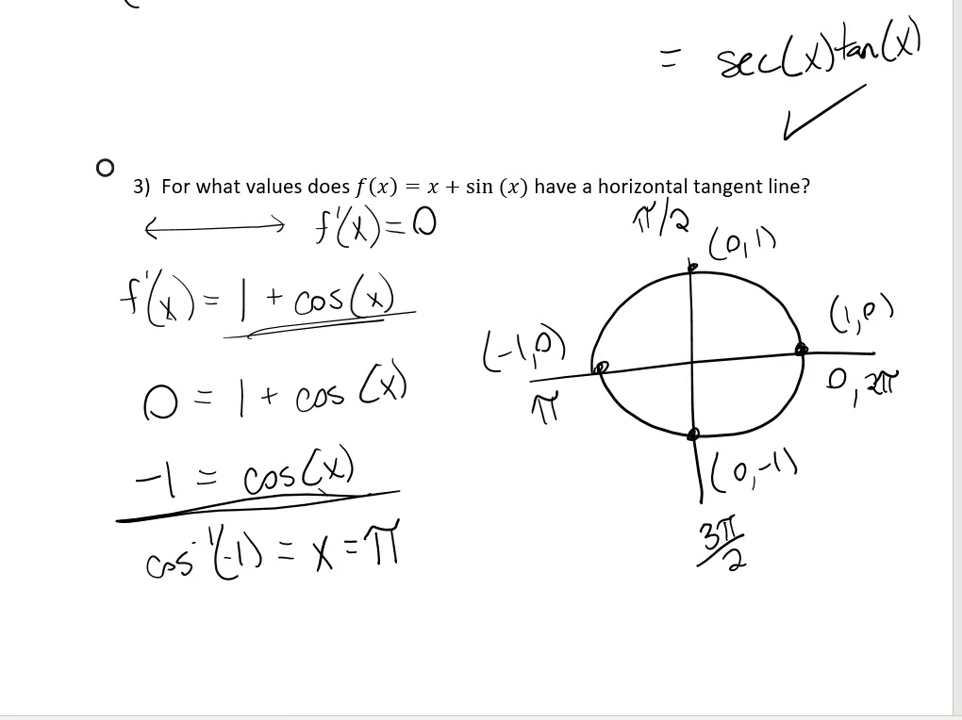 = sec(x)tan(x)
3) For what values does f(x) = x + sin (x) have a horizontal tangent line?
f'(x)=0
π/2
(0,1)
f'(x) = 1 + cos(x)
(1,0)
(-1,0)
0, 2π
0 = 1 + cos(x)
π
-1 = cos(x)
(0,-1)
cos⁻¹(-1) = x = π
3π/2